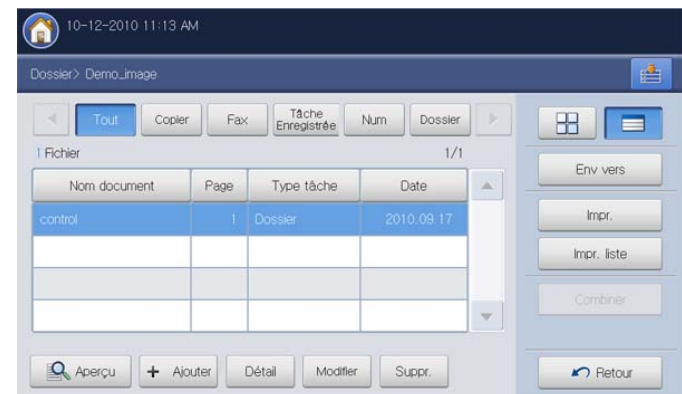 10-12-2010 11:13 AM
Dossier> Demo_image
Tout Copier Fax Tâche Enregistrée Num Dossier
1 Fichier 1/1
Nom document Page Type tâche Date
control 1 Dossier 2010.09.17
Env vers
Impr.
Impr. liste
Combiner
Aperçu + Ajouter Détail Modifier Suppr. Retour